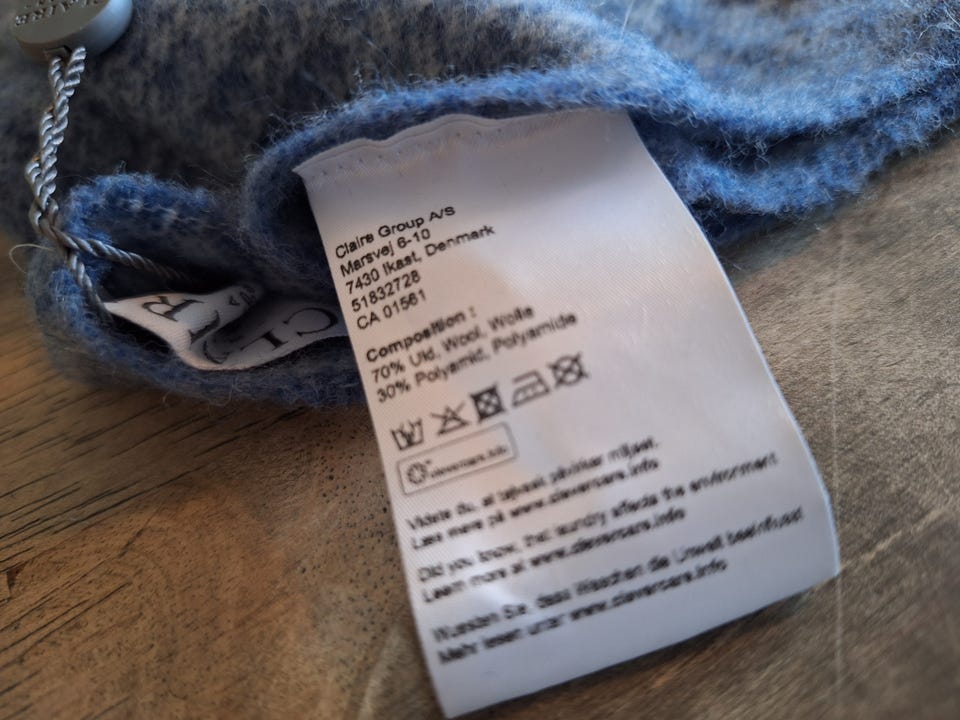 Claire Group A/S
Marsvej 6-10
7430 Ikast, Denmark
51832728
CA 01561
Composition :
70% Uld, Wool, Wolle
30% Polyamid, Polyamide
clevercare.info
Vidste du, at tøjvask påvirker miljøet.
Læs mere på www.clevercare.info
Did you know, that laundry affects the environment
Learn more at www.clevercare.info
Wussten Sie, dass Waschen die Umwelt beeinflusst
Mehr lesen unter www.clevercare.info